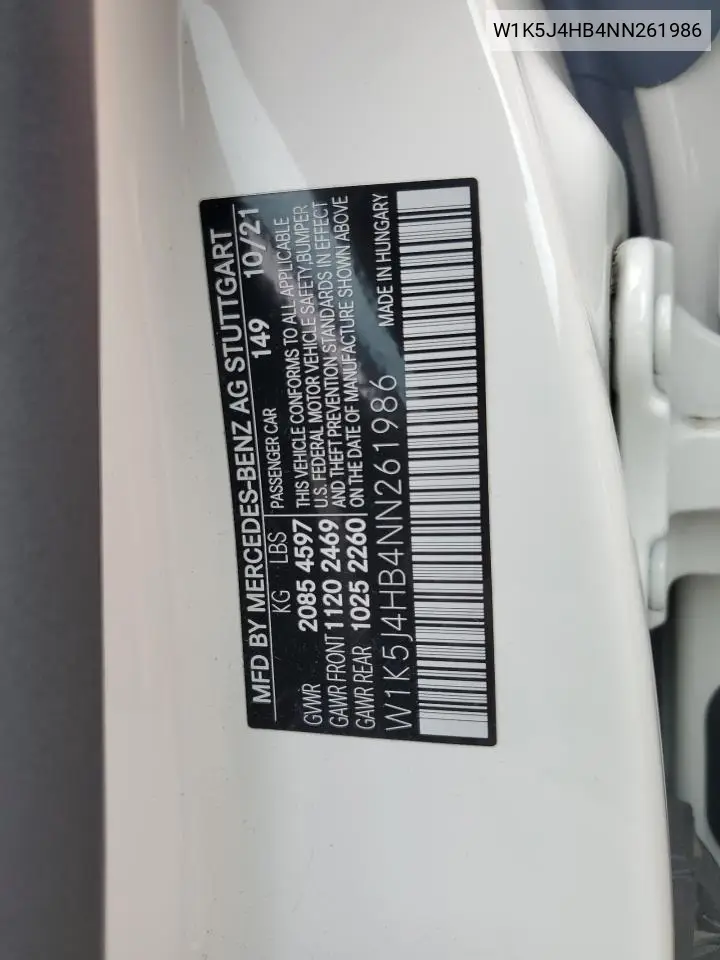 W1K5J4HB4NN261986
MFD BY MERCEDES-BENZ AG STUTTGART
KG LBS PASSENGER CAR 149 10/21
GVWR 2085 4597 THIS VEHICLE CONFORMS TO ALL APPLICABLE
U.S. FEDERAL MOTOR VEHICLE SAFETY,BUMPER
GAWR FRONT 1120 2469 AND THEFT PREVENTION STANDARDS IN EFFECT
GAWR REAR 1025 2260 ON THE DATE OF MANUFACTURE SHOWN ABOVE
W1K5J4HB4NN261986 MADE IN HUNGARY